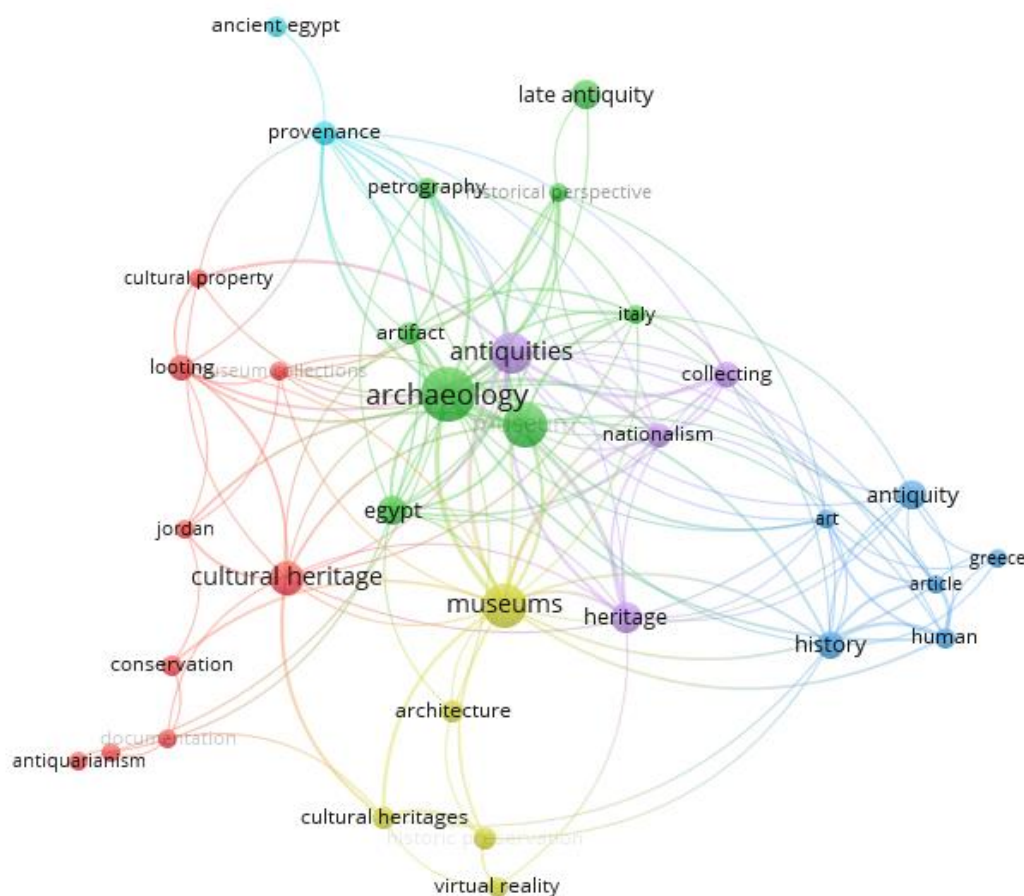 ancient egypt
late antiquity
provenance
petrography
historical perspective
cultural property
italy
artifact
antiquities
looting
museum collections
collecting
archaeology
museum
nationalism
antiquity
egypt
art
jordan
greece
cultural heritage
article
museums
heritage
human
history
conservation
architecture
documentation
antiquarianism
cultural heritages
historic preservation
virtual reality